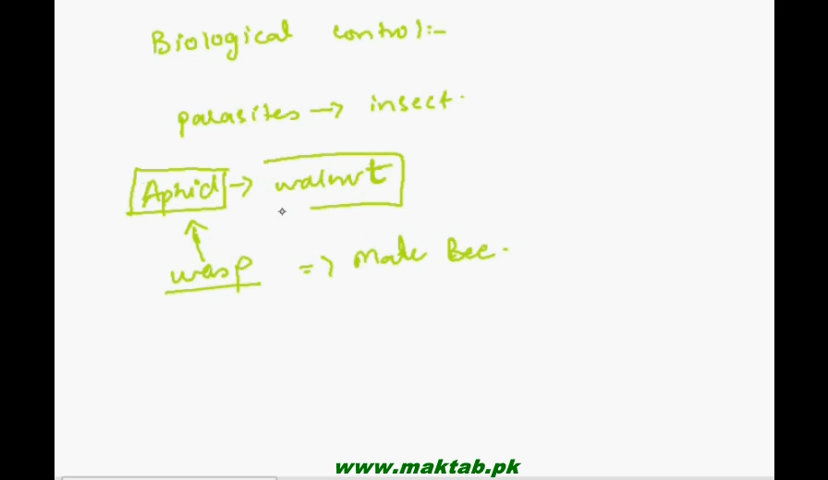 Biological control:-
parasites → insect.
Aphid → walnut
wasp => Male Bee.
www.maktab.pk